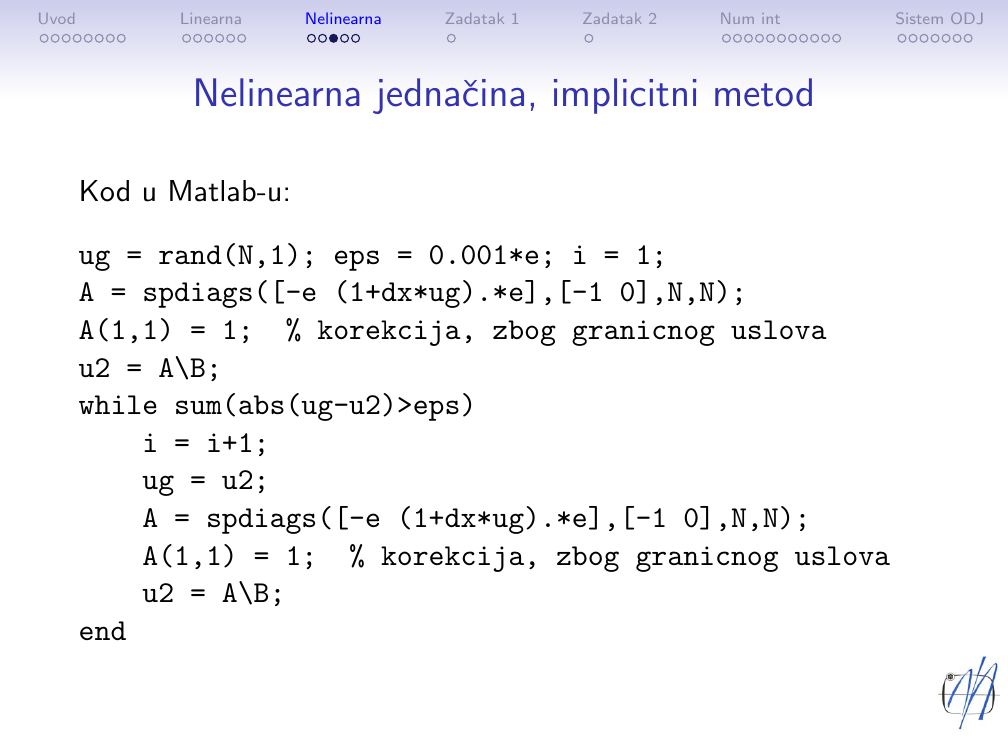 Uvod Linearna Nelinearna Zadatak 1 Zadatak 2 Num int Sistem ODJ
Nelinearna jednačina, implicitni metod
Kod u Matlab-u:
ug = rand(N,1); eps = 0.001*e; i = 1;
A = spdiags([-e (1+dx*ug).*e],[-1 0],N,N);
A(1,1) = 1;  % korekcija, zbog granicnog uslova
u2 = A\B;
while sum(abs(ug-u2)>eps)
    i = i+1;
    ug = u2;
    A = spdiags([-e (1+dx*ug).*e],[-1 0],N,N);
    A(1,1) = 1;  % korekcija, zbog granicnog uslova
    u2 = A\B;
end